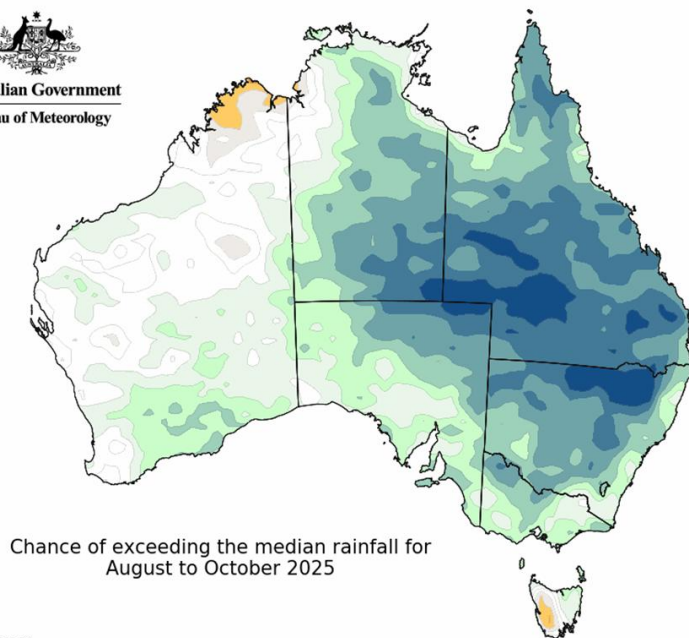 lian Government
u of Meteorology
Chance of exceeding the median rainfall for
August to October 2025